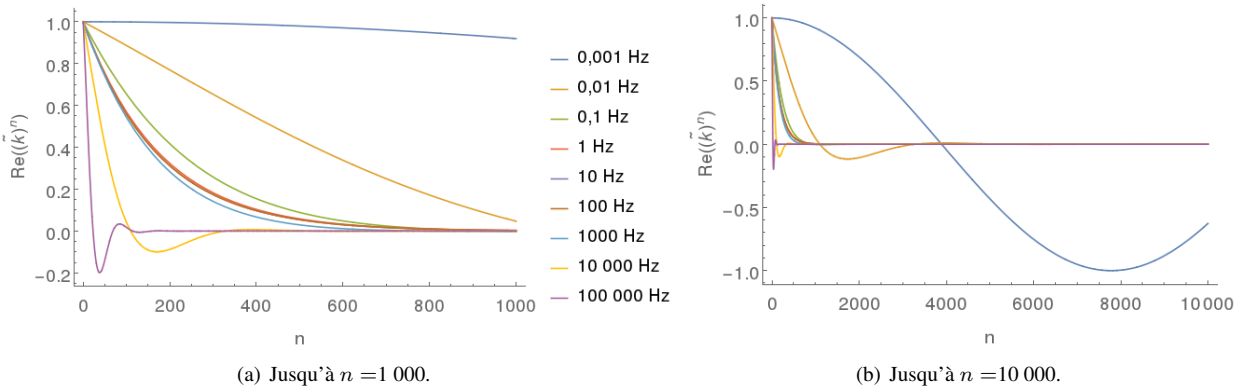 1.0
0.8
0.6
0.4
0.2
0.0
−0.2
Re((k̃)ⁿ)
0 200 400 600 800 1000
n
0,001 Hz
0,01 Hz
0,1 Hz
1 Hz
10 Hz
100 Hz
1000 Hz
10 000 Hz
100 000 Hz
(a) Jusqu'à n =1 000.
1.0
0.5
0.0
−0.5
−1.0
Re((k̃)ⁿ)
0 2000 4000 6000 8000 10000
n
(b) Jusqu'à n =10 000.